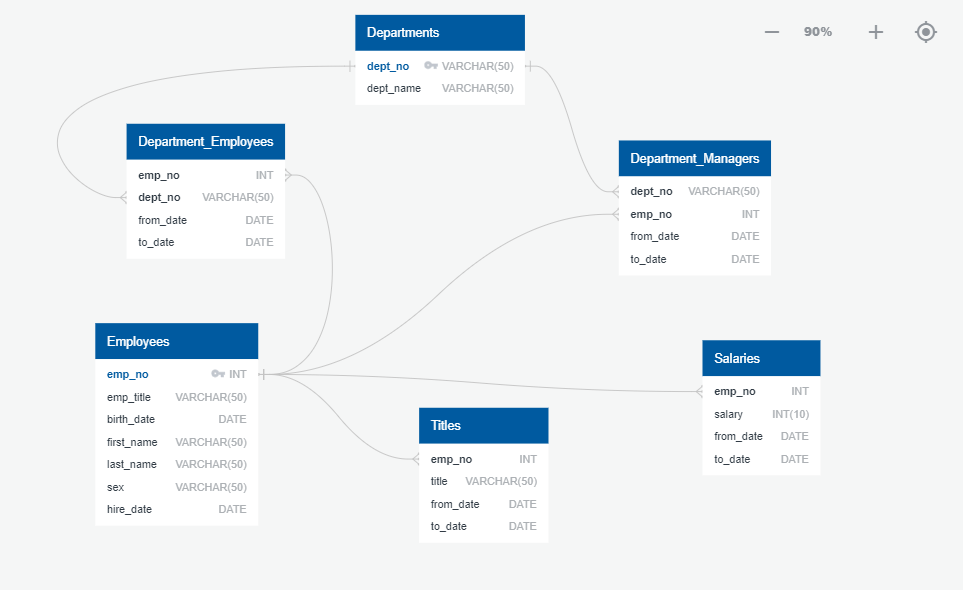 90%
Departments
dept_no VARCHAR(50)
dept_name VARCHAR(50)
Department_Employees
emp_no INT
dept_no VARCHAR(50)
from_date DATE
to_date DATE
Department_Managers
dept_no VARCHAR(50)
emp_no INT
from_date DATE
to_date DATE
Employees
emp_no INT
emp_title VARCHAR(50)
birth_date DATE
first_name VARCHAR(50)
last_name VARCHAR(50)
sex VARCHAR(50)
hire_date DATE
Titles
emp_no INT
title VARCHAR(50)
from_date DATE
to_date DATE
Salaries
emp_no INT
salary INT(10)
from_date DATE
to_date DATE